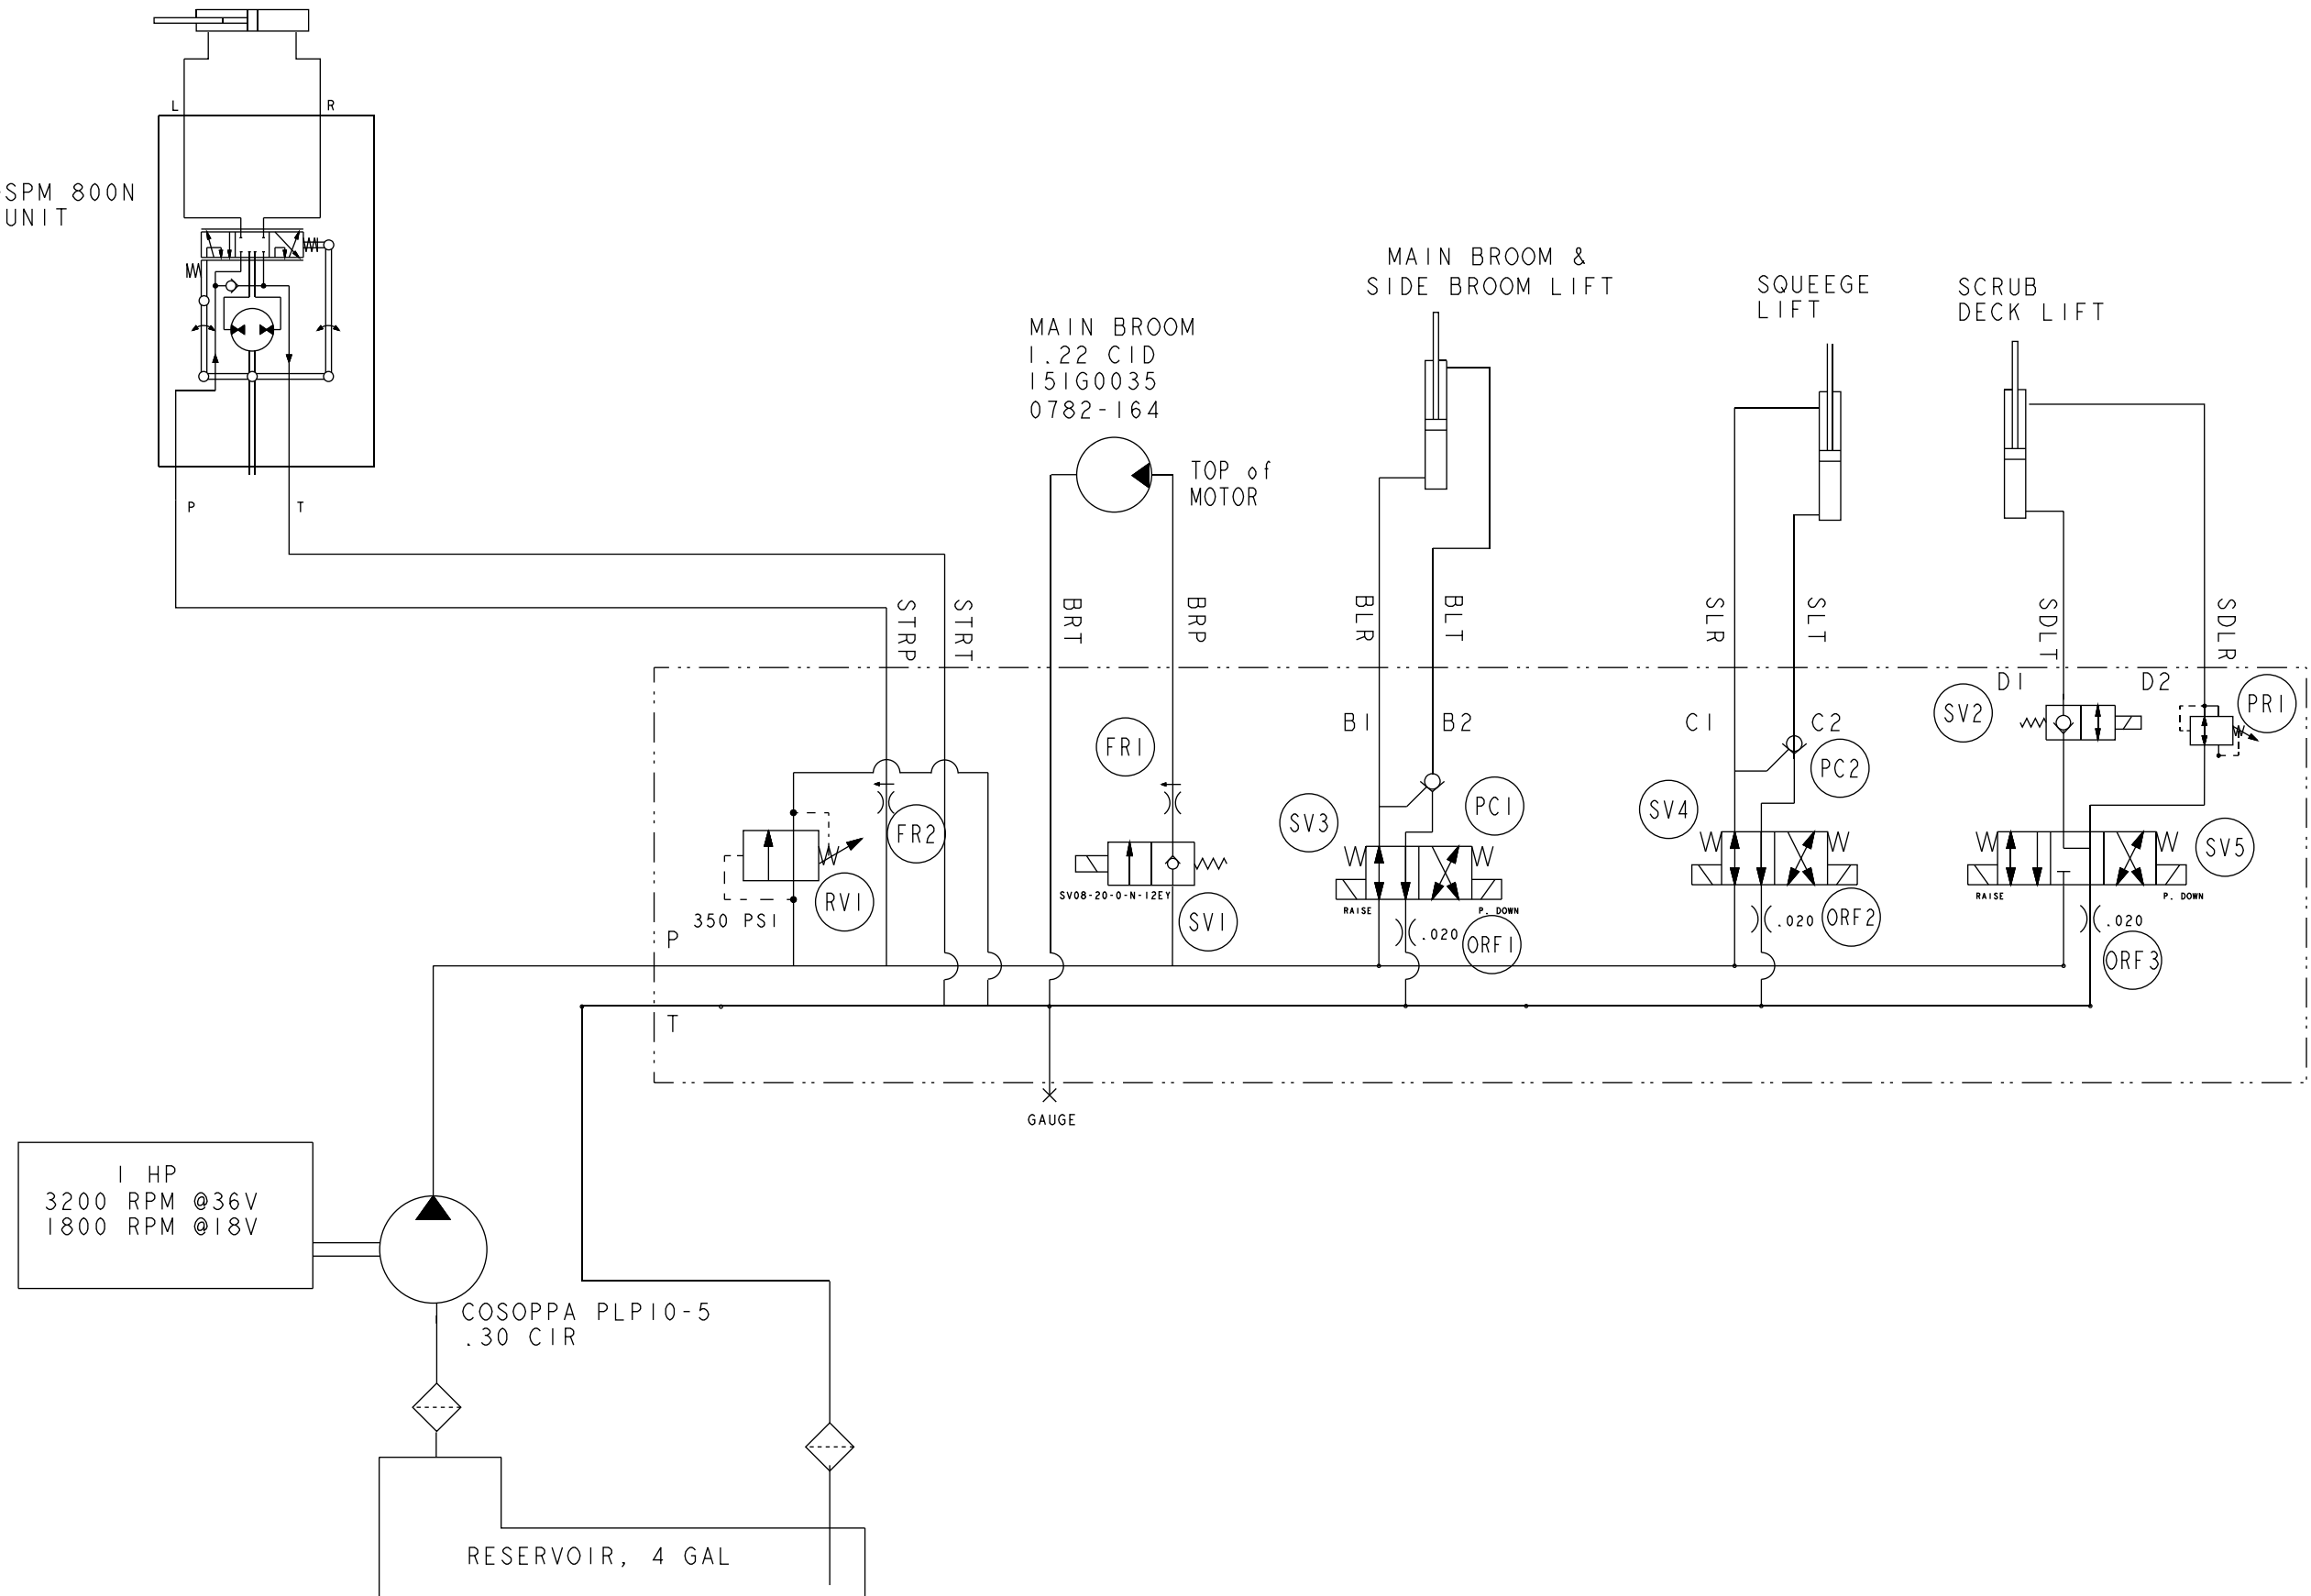 L
R
SPM 800N
UNIT
P
T
MAIN BROOM
1.22 CID
151G0035
0782-164
TOP of
MOTOR
MAIN BROOM &
SIDE BROOM LIFT
SQUEEGE
LIFT
SCRUB
DECK LIFT
STRP
STRT
BRT
BRP
BLR
BLT
SLR
SLT
SDLT
SDLR
D1
D2
SV2
PR1
B1
B2
C1
C2
FR1
PC2
FR2
SV3
PC1
SV4
SV5
RV1
350 PSI
SV08-20-0-N-12EY
SV1
RAISE
P. DOWN
.020
ORF1
.020
ORF2
RAISE
P. DOWN
.020
ORF3
P
T
GAUGE
1 HP
3200 RPM @36V
1800 RPM @18V
COSOPPA PLP10-5
.30 CIR
RESERVOIR, 4 GAL